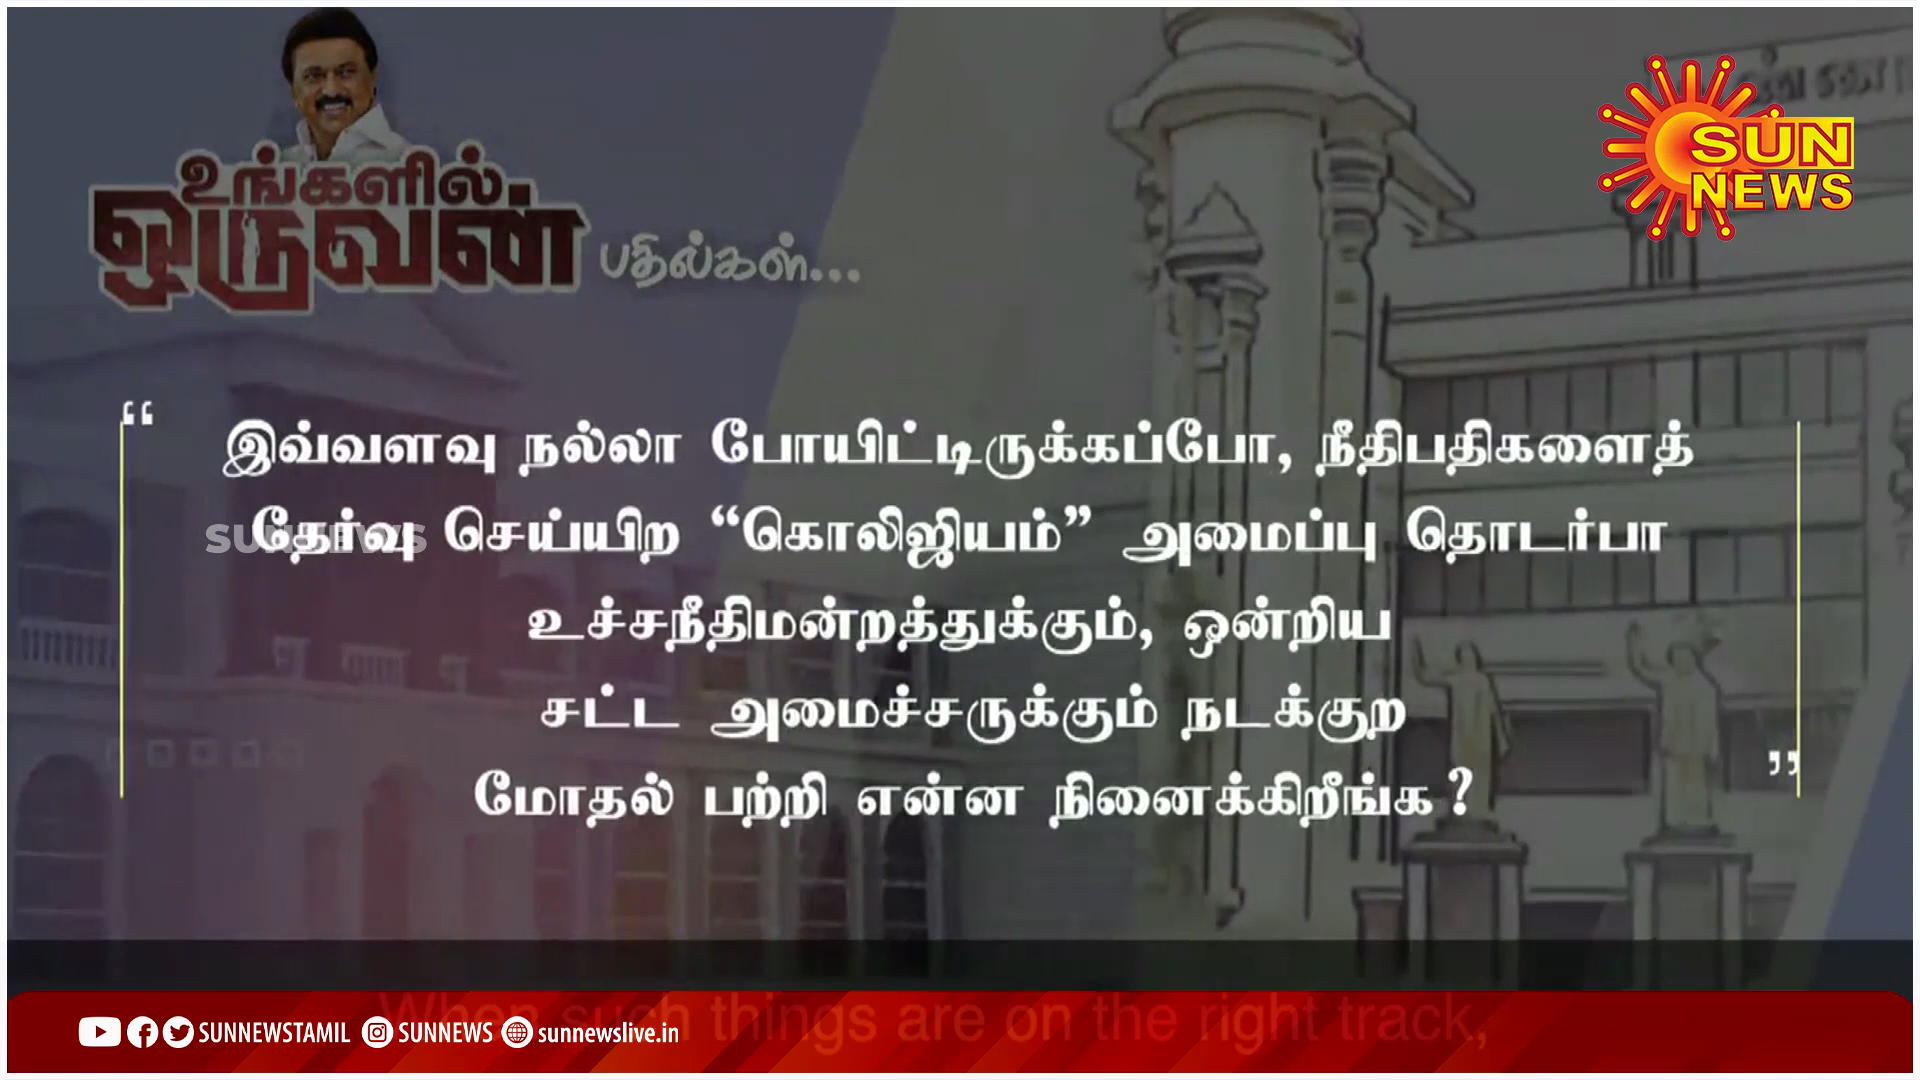 உங்களில்
ஒருவன் பதில்கள்...
SUN
NEWS
“ இவ்வளவு நல்லா போயிட்டிருக்கப்போ, நீதிபதிகளைத்
தேர்வு செய்யிற “கொலிஜியம்” அமைப்பு தொடர்பா
SUN NEWS
உச்சநீதிமன்றத்துக்கும், ஒன்றிய
சட்ட அமைச்சருக்கும் நடக்குற
மோதல் பற்றி என்ன நினைக்கிறீங்க? ”
When such things are on the right track,
SUNNEWSTAMIL SUNNEWS sunnewslive.in